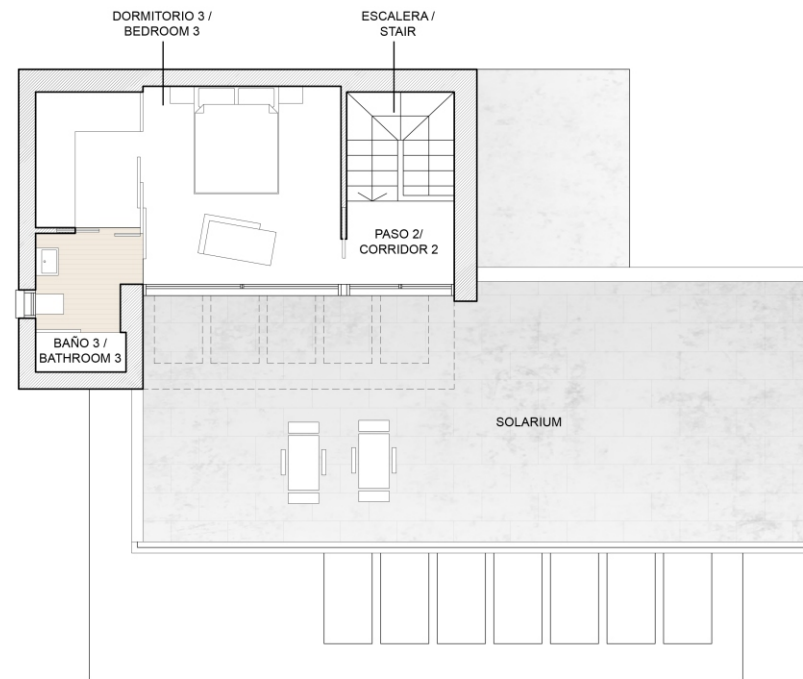 DORMITORIO 3 /
BEDROOM 3
ESCALERA /
STAIR
PASO 2/
CORRIDOR 2
BAÑO 3 /
BATHROOM 3
SOLARIUM